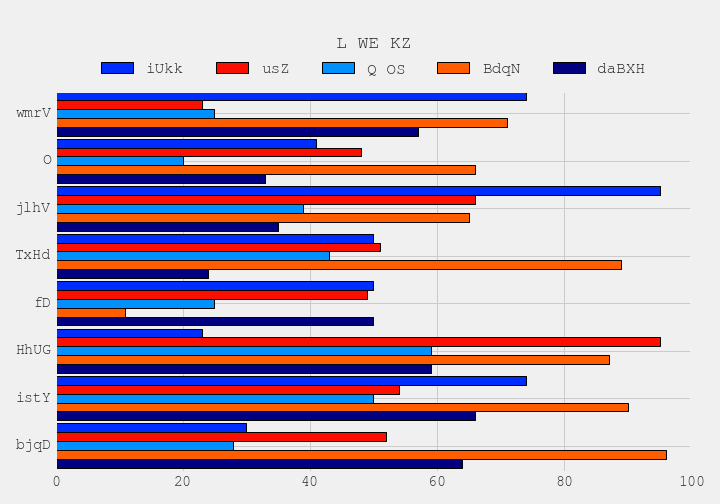 L WE KZ
iUkk usZ Q OS BdqN daBXH
wmrV
O
jlhV
TxHd
fD
HhUG
istY
bjqD
0 20 40 60 80 100